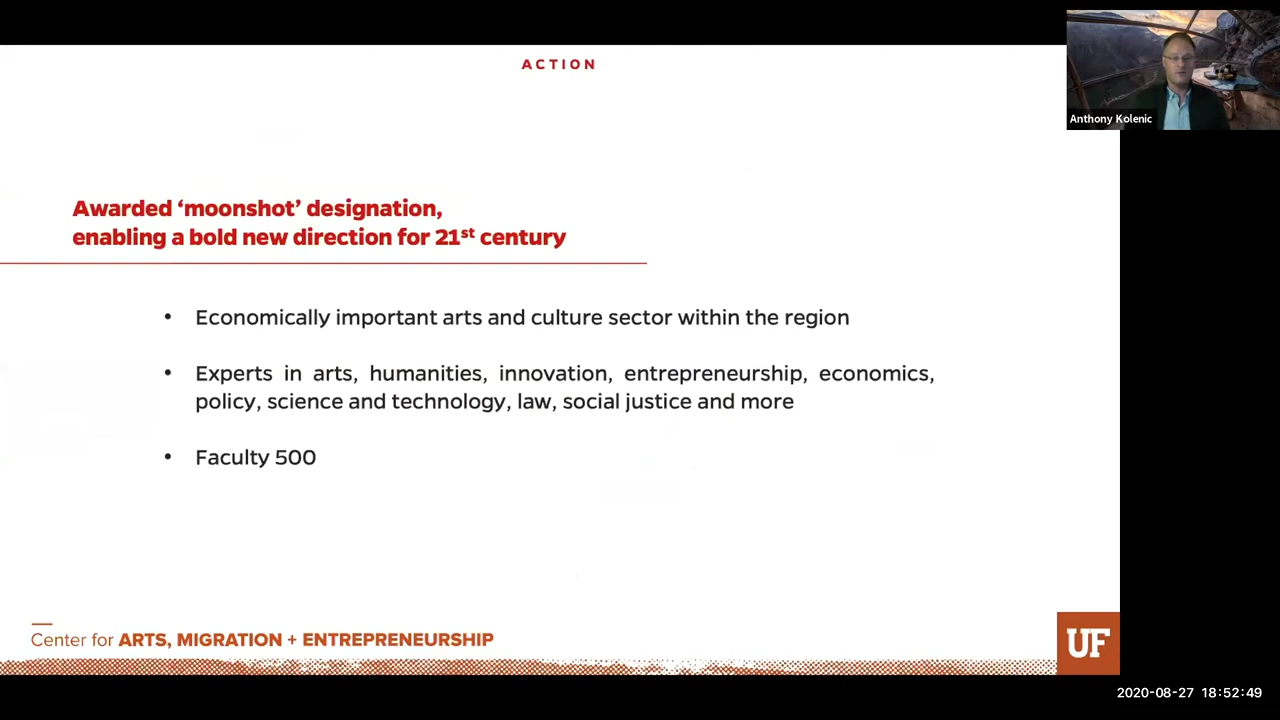 ACTION
Anthony Kolenic
Awarded ‘moonshot’ designation,
enabling a bold new direction for 21st century
• Economically important arts and culture sector within the region
• Experts in arts, humanities, innovation, entrepreneurship, economics,
policy, science and technology, law, social justice and more
• Faculty 500
Center for ARTS, MIGRATION + ENTREPRENEURSHIP
UF
2020-08-27 18:52:49